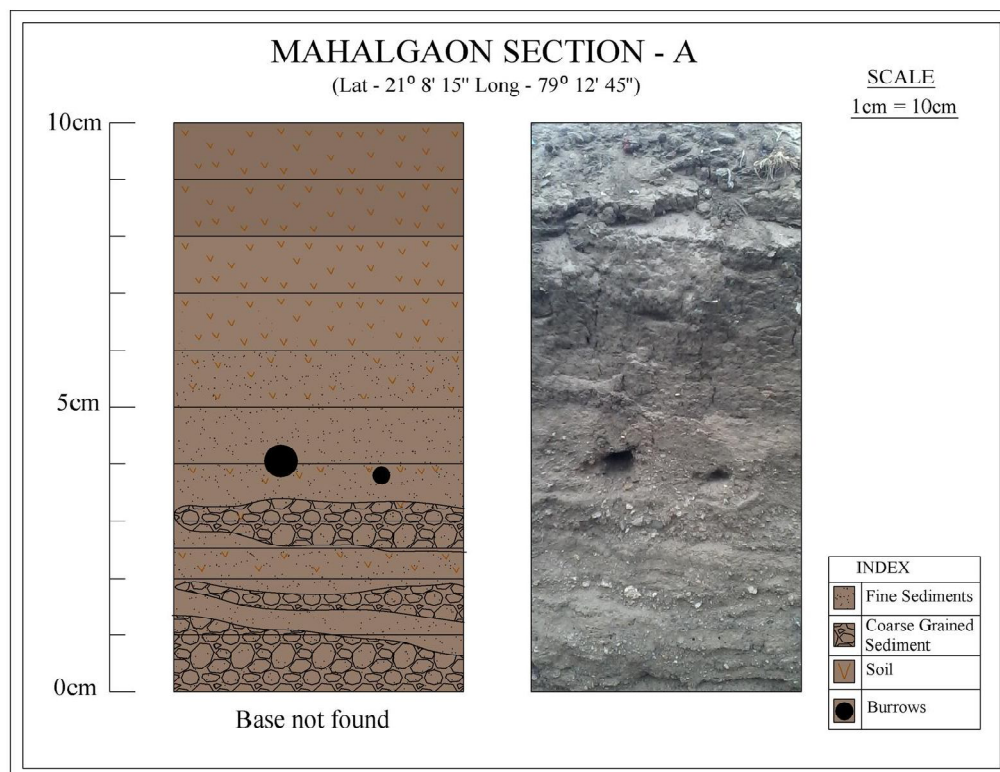 MAHALGAON SECTION - A
(Lat - 21° 8' 15" Long - 79° 12' 45")
SCALE
1cm = 10cm
10cm
5cm
0cm
Base not found
INDEX
Fine Sediments
Coarse Grained
Sediment
Soil
Burrows